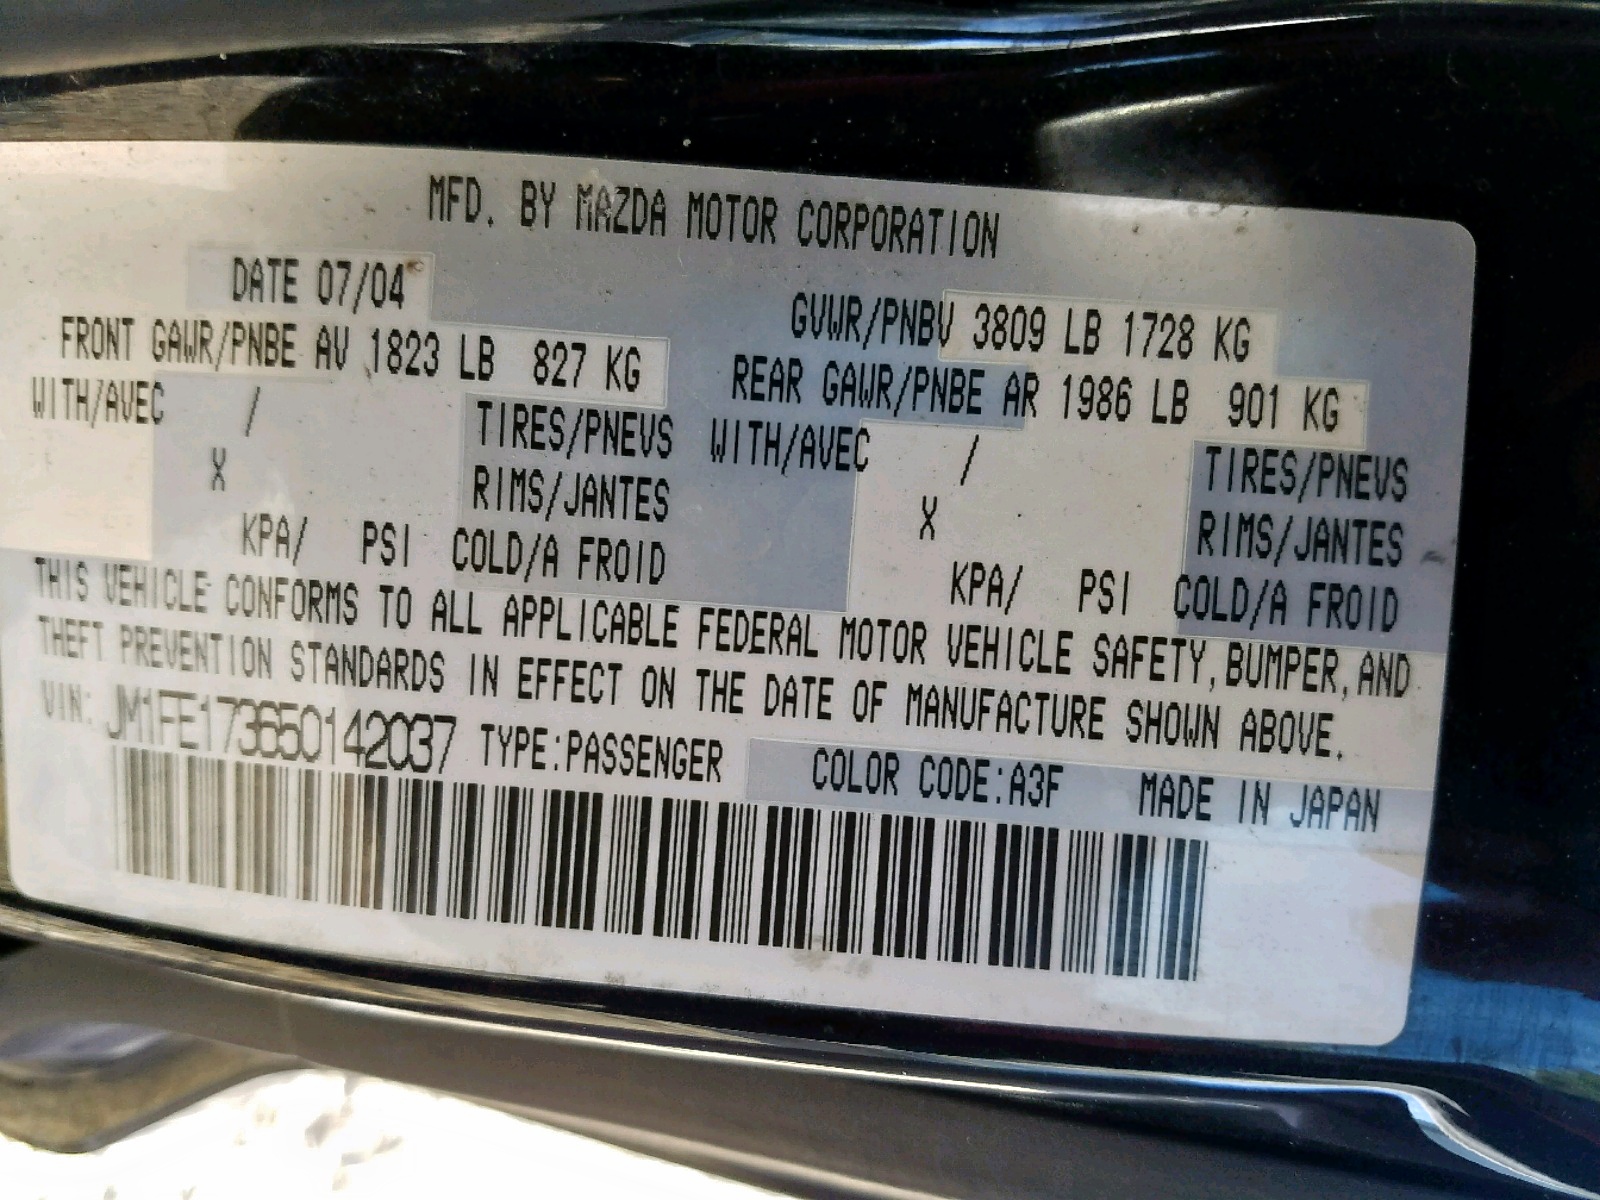 MFD. BY MAZDA MOTOR CORPORATION
DATE 07/04
GVWR/PNBV 3809 LB 1728 KG
FRONT GAWR/PNBE AV 1823 LB 827 KG
REAR GAWR/PNBE AR 1986 LB 901 KG
WITH/AVEC / TIRES/PNEUS WITH/AVEC / TIRES/PNEUS
X RIMS/JANTES X RIMS/JANTES
KPA/ PSI COLD/A FROID KPA/ PSI COLD/A FROID
THIS VEHICLE CONFORMS TO ALL APPLICABLE FEDERAL MOTOR VEHICLE SAFETY, BUMPER, AND
THEFT PREVENTION STANDARDS IN EFFECT ON THE DATE OF MANUFACTURE SHOWN ABOVE.
VIN: JM1FE173650142037 TYPE:PASSENGER COLOR CODE:A3F MADE IN JAPAN